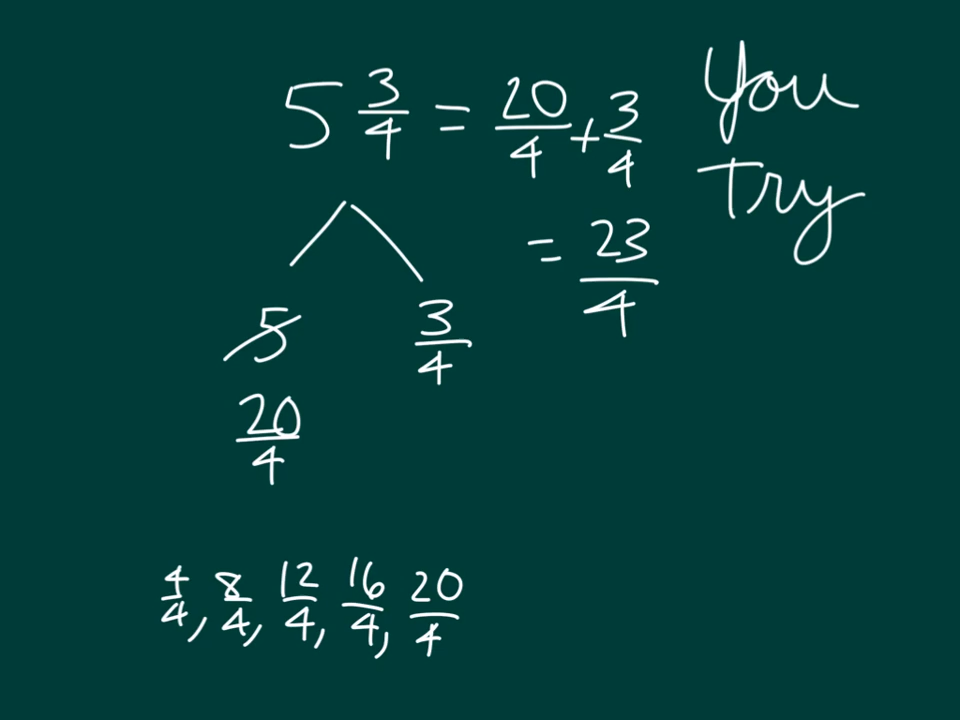 5 3/4 = 20/4 + 3/4
You
Try
= 23/4
5
3/4
20/4
4/4, 8/4, 12/4, 16/4, 20/4